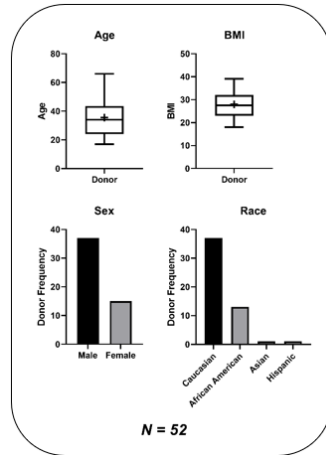 Age
Age
80
60
40
20
0
Donor
BMI
BMI
50
40
30
20
10
0
Donor
Sex
Donor Frequency
40
30
20
10
0
Male Female
Race
Donor Frequency
40
30
20
10
0
Caucasian
African American
Asian
Hispanic
N = 52